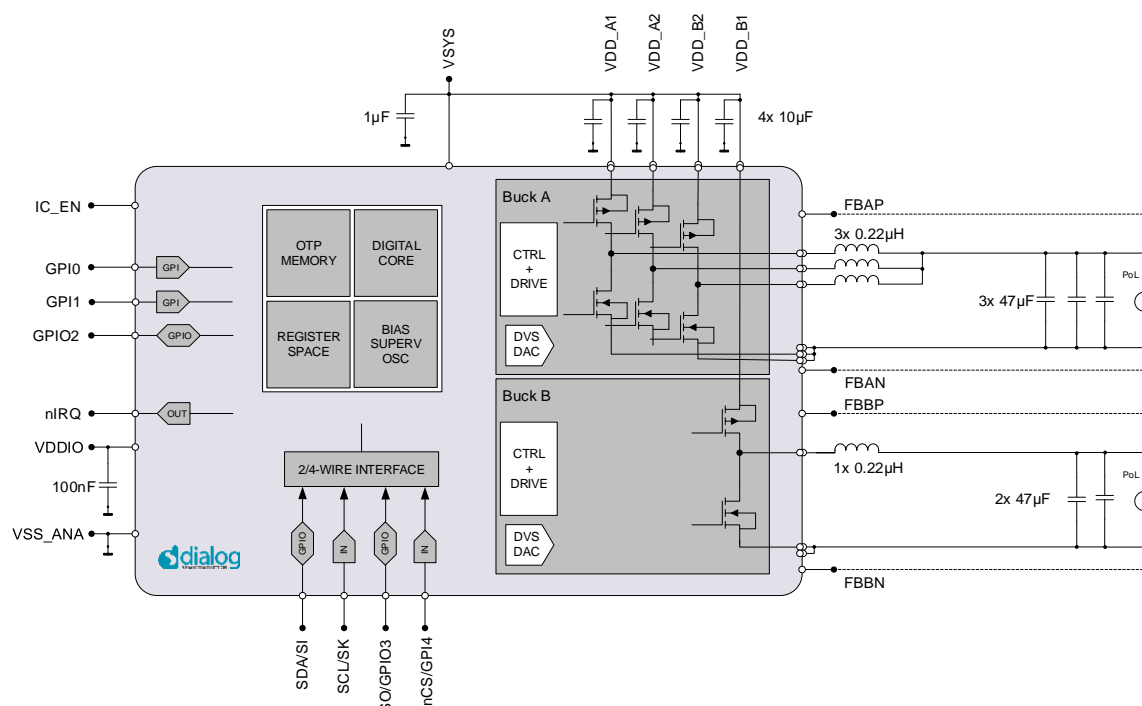 VSYS
VDD_A1
VDD_A2
VDD_B2
VDD_B1
1µF
4x 10µF
IC_EN
GPI0
GPI
GPI1
GPI
GPIO2
GPIO
nIRQ
OUT
VDDIO
100nF
VSS_ANA
OTP
MEMORY
DIGITAL
CORE
REGISTER
SPACE
BIAS
SUPERV
OSC
2/4-WIRE INTERFACE
GPIO
IN
GPIO
IN
SDA/SI
SCL/SK
SO/GPIO3
nCS/GPI4
dialog
SEMICONDUCTOR
Buck A
CTRL
+
DRIVE
DVS
DAC
Buck B
CTRL
+
DRIVE
DVS
DAC
FBAP
3x 0.22µH
3x 47µF
PoL
FBAN
FBBP
1x 0.22µH
2x 47µF
PoL
FBBN